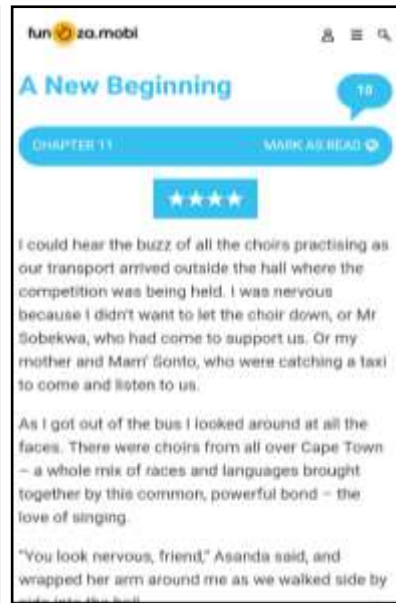 fun za.mobi
A New Beginning
10
CHAPTER 11 MARK AS READ
I could hear the buzz of all the choirs practising as
our transport arrived outside the hall where the
competition was being held. I was nervous
because I didn't want to let the choir down, or Mr
Sobekwa, who had come to support us. Or my
mother and Mam' Sonto, who were catching a taxi
to come and listen to us.
As I got out of the bus I looked around at all the
faces. There were choirs from all over Cape Town
– a whole mix of races and languages brought
together by this common, powerful bond – the
love of singing.
"You look nervous, friend," Asanda said, and
wrapped her arm around me as we walked side by
side into the hall